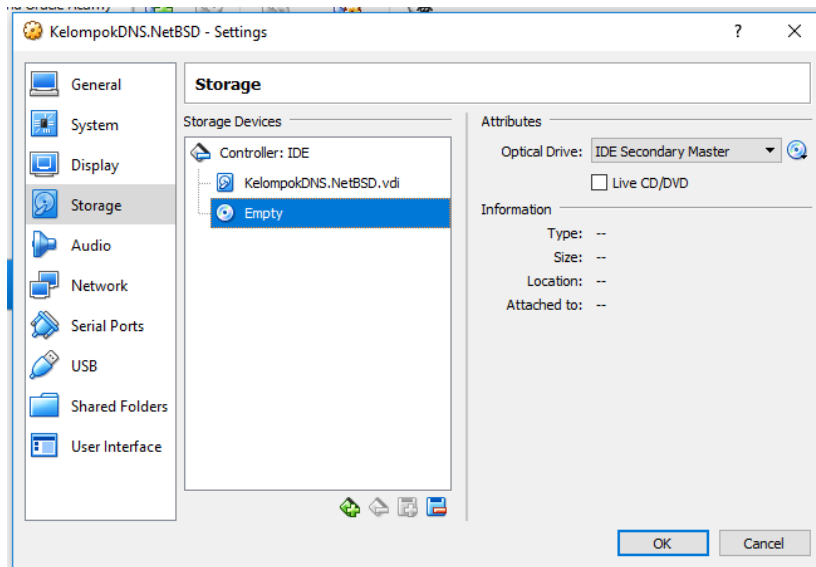 KelompokDNS.NetBSD - Settings
?
General
System
Display
Storage
Audio
Network
Serial Ports
USB
Shared Folders
User Interface
Storage
Storage Devices
Controller: IDE
KelompokDNS.NetBSD.vdi
Empty
Attributes
Optical Drive: IDE Secondary Master
Live CD/DVD
Information
Type: --
Size: --
Location: --
Attached to: --
OK Cancel